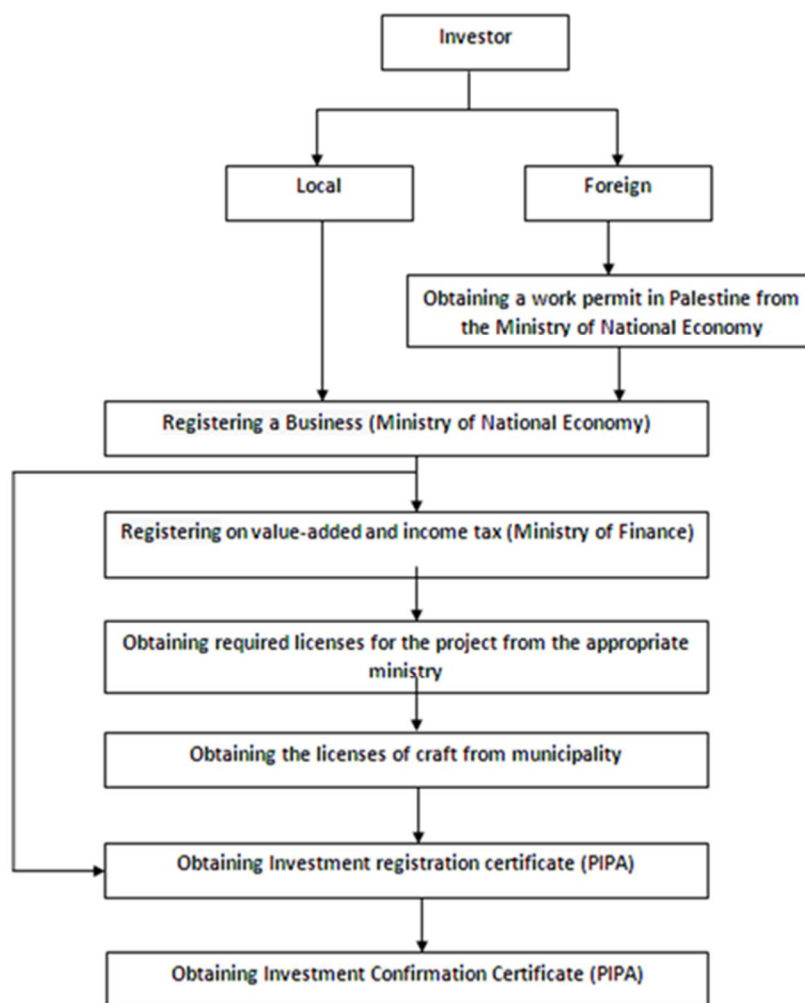 Investor
Local
Foreign
Obtaining a work permit in Palestine from
the Ministry of National Economy
Registering a Business (Ministry of National Economy)
Registering on value-added and income tax (Ministry of Finance)
Obtaining required licenses for the project from the appropriate
ministry
Obtaining the licenses of craft from municipality
Obtaining Investment registration certificate (PIPA)
Obtaining Investment Confirmation Certificate (PIPA)